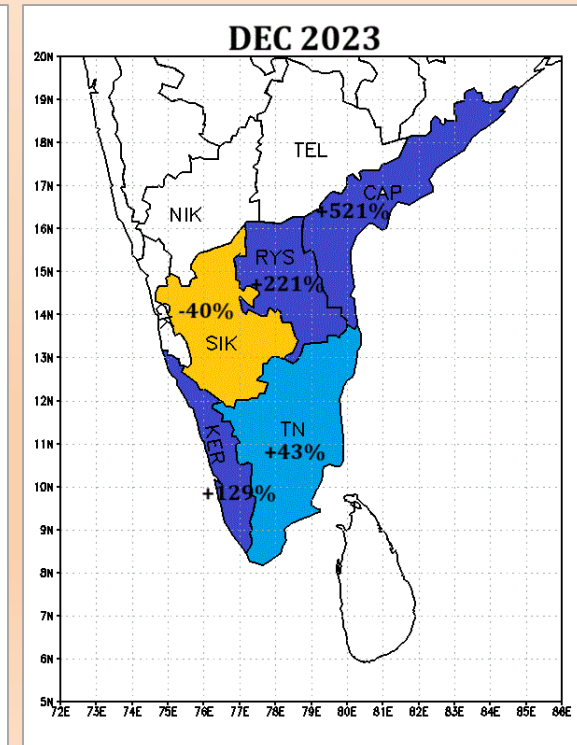 DEC 2023
20N
19N
18N
17N
16N
15N
14N
13N
12N
11N
10N
9N
8N
7N
6N
5N
TEL
CAP
+521%
NIK
RYS
+221%
-40%
SIK
TN
+43%
KER
+129%
72E 73E 74E 75E 76E 77E 78E 79E 80E 81E 82E 83E 84E 85E 86E